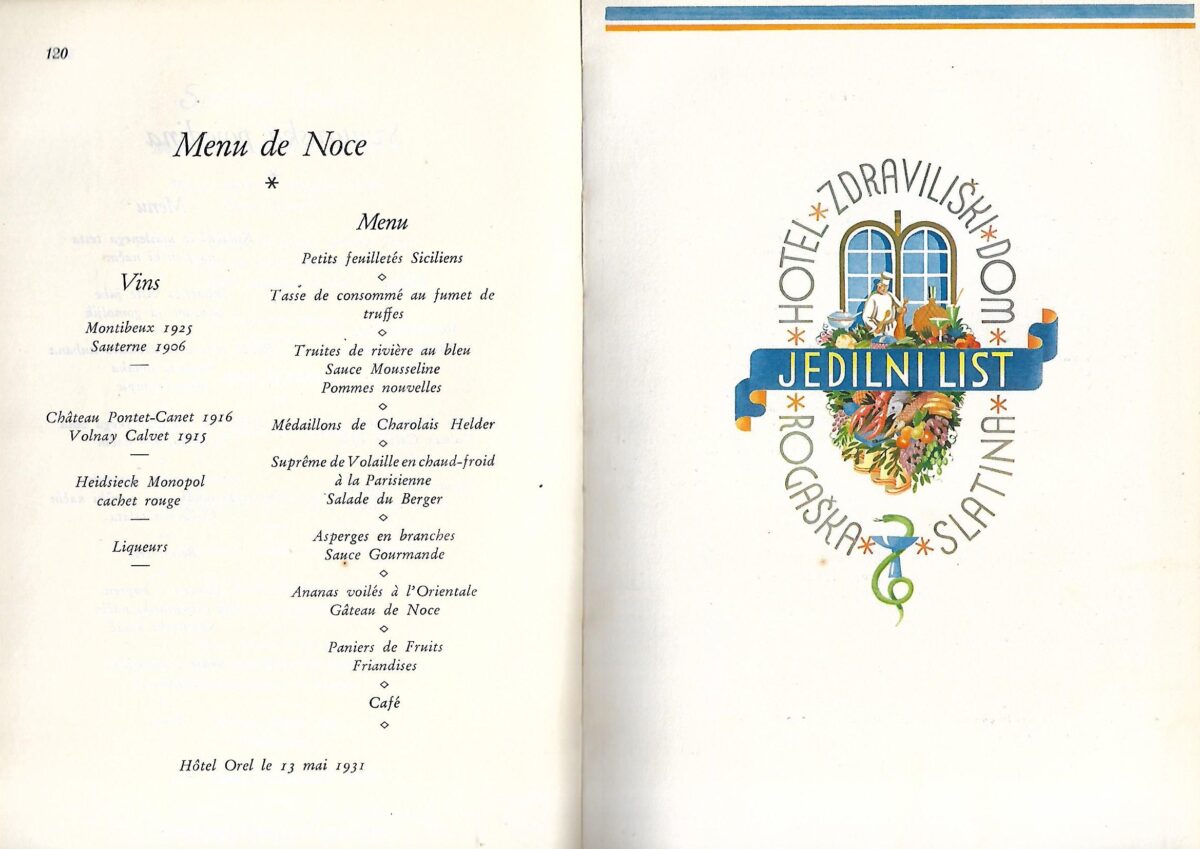 120
Menu de Noce
*
Vins
Montibeux 1925
Sauterne 1906
Château Pontet-Canet 1916
Volnay Calvet 1915
Heidsieck Monopol
cachet rouge
Liqueurs
Menu
Petits feuilletés Siciliens
Tasse de consommé au fumet de
truffes
Truites de rivière au bleu
Sauce Mousseline
Pommes nouvelles
Médaillons de Charolais Helder
Suprême de Volaille en chaud-froid
à la Parisienne
Salade du Berger
Asperges en branches
Sauce Gourmande
Ananas voilés à l'Orientale
Gâteau de Noce
Paniers de Fruits
Friandises
Café
Hôtel Orel le 13 mai 1931
HOTEL * ZDRAVILIŠKI * DOM
JEDILNI LIST
* ROGAŠKA * * SLATINA *